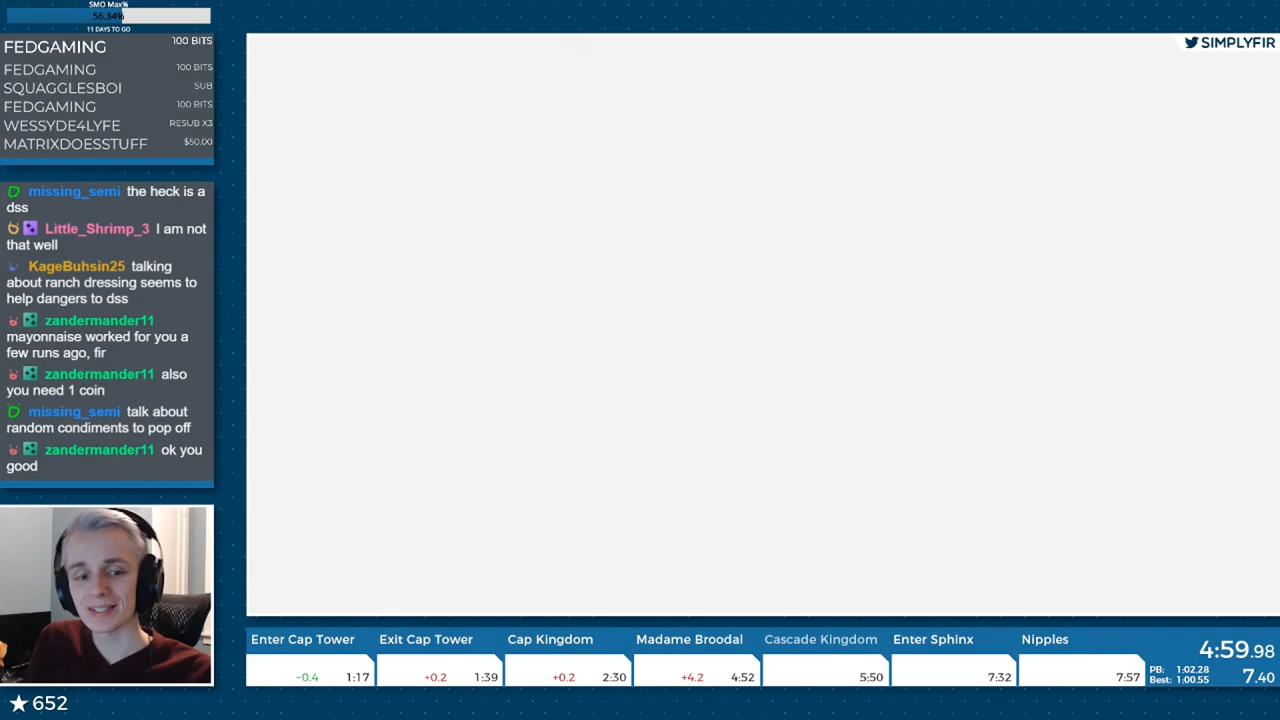 SMO Max%
56.34%
11 DAYS TO GO
FEDGAMING 100 BITS
FEDGAMING 100 BITS
SQUAGGLESBOI SUB
FEDGAMING 100 BITS
WESSYDE4LYFE RESUB X3
MATRIXDOESSTUFF $50.00
SIMPLYFIR
missing_semi the heck is a
dss
Little_Shrimp_3 I am not
that well
KageBuhsin25 talking
about ranch dressing seems to
help dangers to dss
zandermander11
mayonnaise worked for you a
few runs ago, fir
zandermander11 also
you need 1 coin
missing_semi talk about
random condiments to pop off
zandermander11 ok you
good
Enter Cap Tower Exit Cap Tower Cap Kingdom Madame Broodal Cascade Kingdom Enter Sphinx Nipples
−0.4 1:17 +0.2 1:39 +0.2 2:30 +4.2 4:52 5:50 7:32 7:57
4:59.98
PB: 1:02.28
Best: 1:00.55
7.40
★ 652